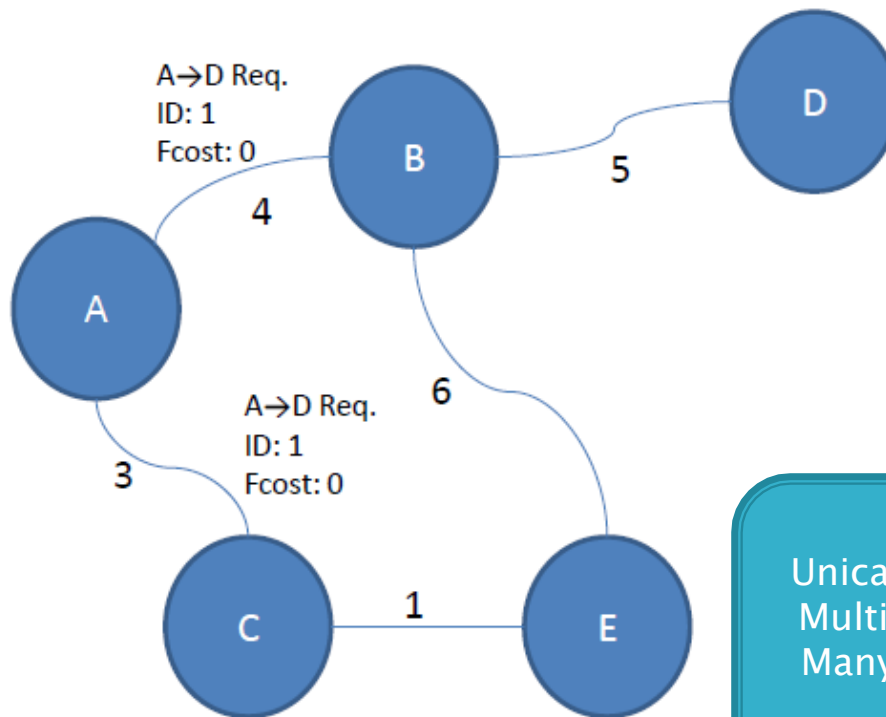 A→D Req.
ID: 1
Fcost: 0
B
D
5
4
A
6
A→D Req.
ID: 1
Fcost: 0
3
1
C
E
Unica
Multi
Many